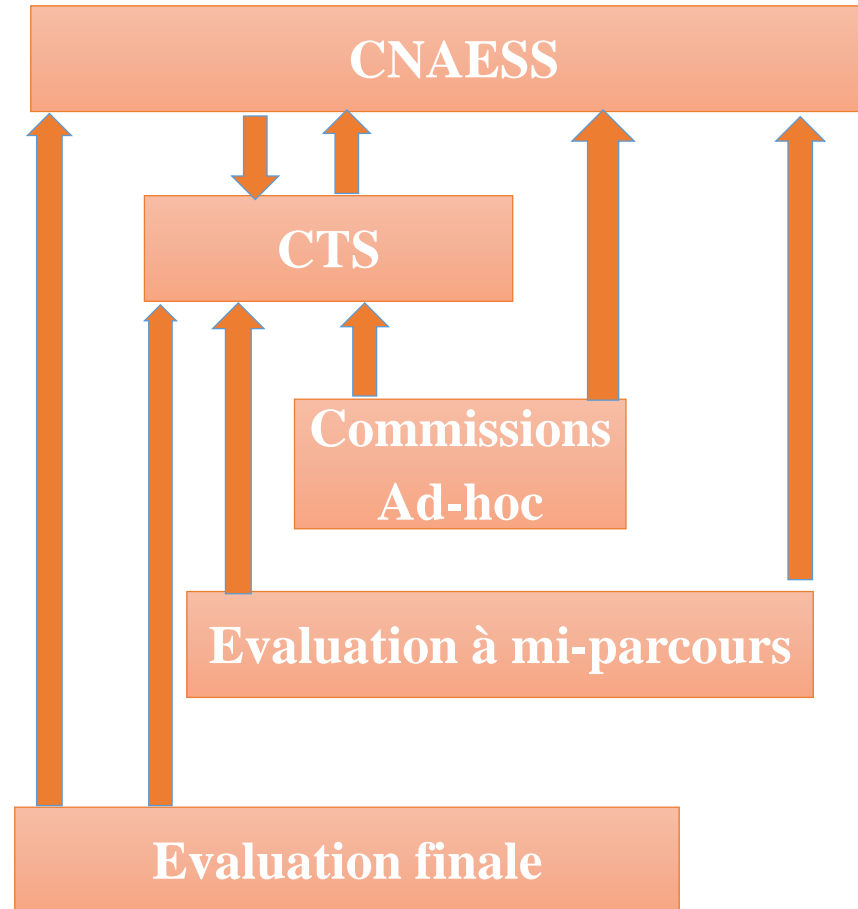 CNAESS
CTS
Commissions
Ad-hoc
Evaluation à mi-parcours
Evaluation finale